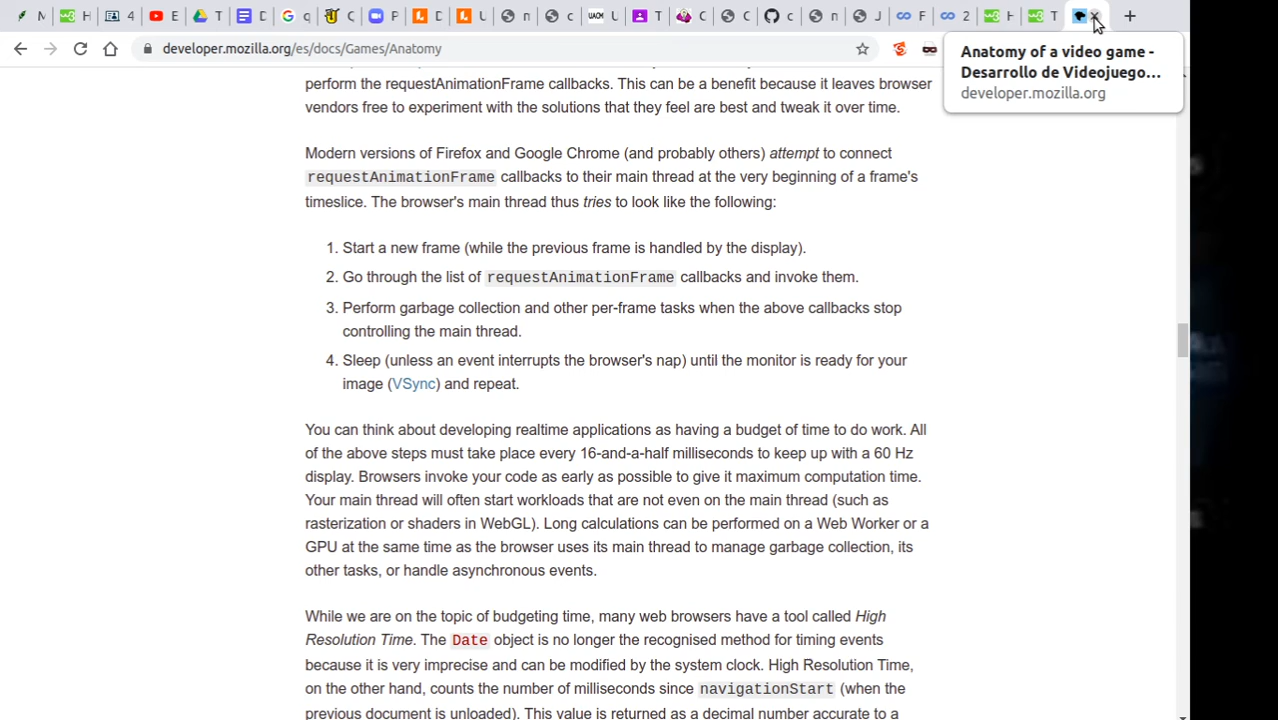 H
4
E
T
D
q
C
P
D
U
n
c
UACM
U
T
C
C
c
n
J
F
2
H
T
developer.mozilla.org/es/docs/Games/Anatomy
Anatomy of a video game -
Desarrollo de Videojuego...
developer.mozilla.org
perform the requestAnimationFrame callbacks. This can be a benefit because it leaves browser
vendors free to experiment with the solutions that they feel are best and tweak it over time.
Modern versions of Firefox and Google Chrome (and probably others) attempt to connect
requestAnimationFrame callbacks to their main thread at the very beginning of a frame's
timeslice. The browser's main thread thus tries to look like the following:
1. Start a new frame (while the previous frame is handled by the display).
2. Go through the list of requestAnimationFrame callbacks and invoke them.
3. Perform garbage collection and other per-frame tasks when the above callbacks stop
controlling the main thread.
4. Sleep (unless an event interrupts the browser's nap) until the monitor is ready for your
image (VSync) and repeat.
You can think about developing realtime applications as having a budget of time to do work. All
of the above steps must take place every 16-and-a-half milliseconds to keep up with a 60 Hz
display. Browsers invoke your code as early as possible to give it maximum computation time.
Your main thread will often start workloads that are not even on the main thread (such as
rasterization or shaders in WebGL). Long calculations can be performed on a Web Worker or a
GPU at the same time as the browser uses its main thread to manage garbage collection, its
other tasks, or handle asynchronous events.
While we are on the topic of budgeting time, many web browsers have a tool called High
Resolution Time. The Date object is no longer the recognised method for timing events
because it is very imprecise and can be modified by the system clock. High Resolution Time,
on the other hand, counts the number of milliseconds since navigationStart (when the
previous document is unloaded). This value is returned as a decimal number accurate to a